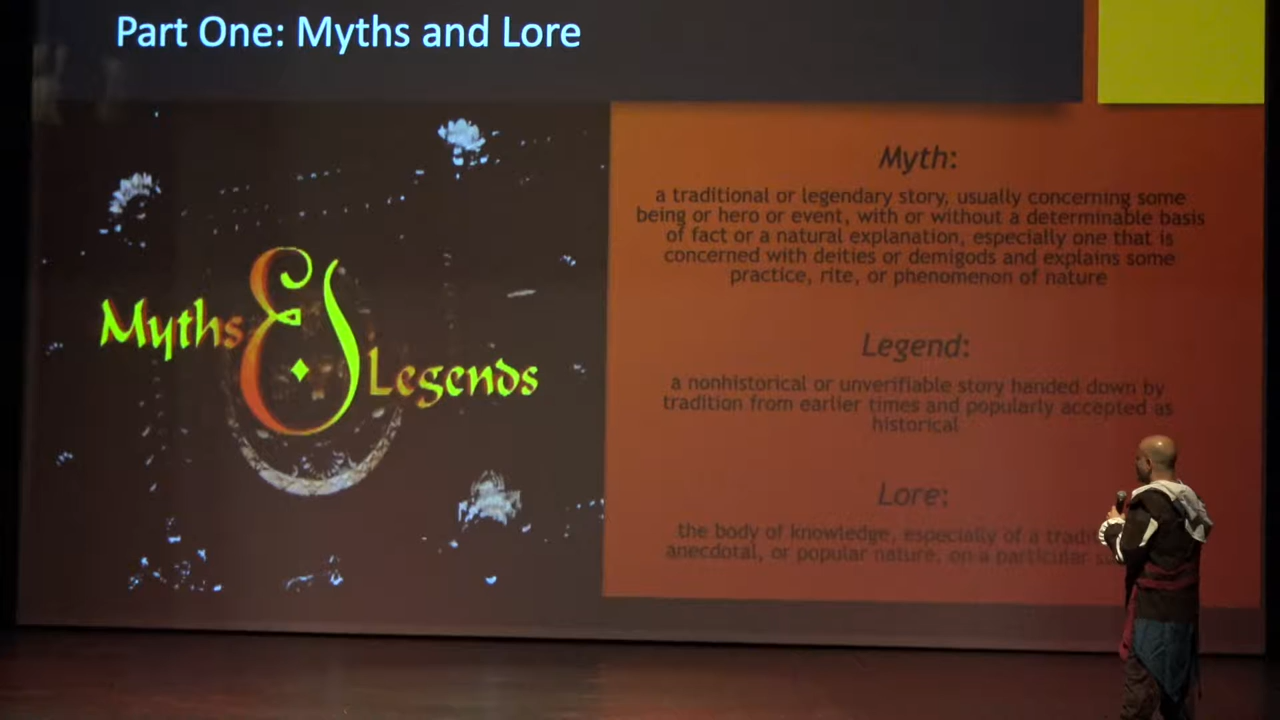 Part One: Myths and Lore
Myths & Legends
Myth:
a traditional or legendary story, usually concerning some
being or hero or event, with or without a determinable basis
of fact or a natural explanation, especially one that is
concerned with deities or demigods and explains some
practice, rite, or phenomenon of nature
Legend:
a nonhistorical or unverifiable story handed down by
tradition from earlier times and popularly accepted as
historical
Lore:
the body of knowledge, especially of a
anecdotal, or popular nature, on a particular